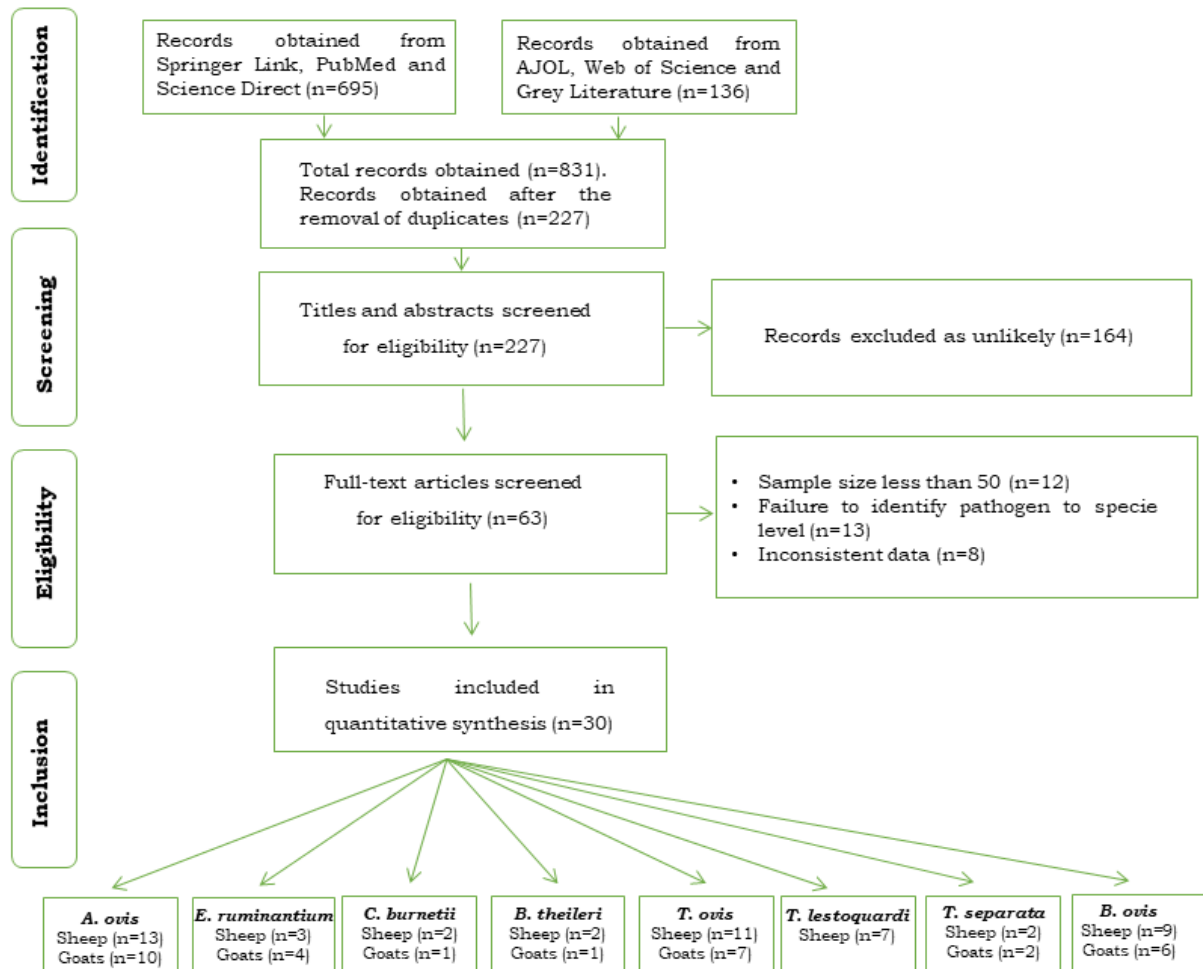 Identification
Records obtained from
Springer Link, PubMed and
Science Direct (n=695)
Records obtained from
AJOL, Web of Science and
Grey Literature (n=136)
Total records obtained (n=831).
Records obtained after the
removal of duplicates (n=227)
Screening
Titles and abstracts screened
for eligibility (n=227)
Records excluded as unlikely (n=164)
Eligibility
Full-text articles screened
for eligibility (n=63)
• Sample size less than 50 (n=12)
• Failure to identify pathogen to specie
level (n=13)
• Inconsistent data (n=8)
Inclusion
Studies included in
quantitative synthesis (n=30)
A. ovis
Sheep (n=13)
Goats (n=10)
E. ruminantium
Sheep (n=3)
Goats (n=4)
C. burnetii
Sheep (n=2)
Goats (n=1)
B. theileri
Sheep (n=2)
Goats (n=1)
T. ovis
Sheep (n=11)
Goats (n=7)
T. lestoquardi
Sheep (n=7)
T. separata
Sheep (n=2)
Goats (n=2)
B. ovis
Sheep (n=9)
Goats (n=6)